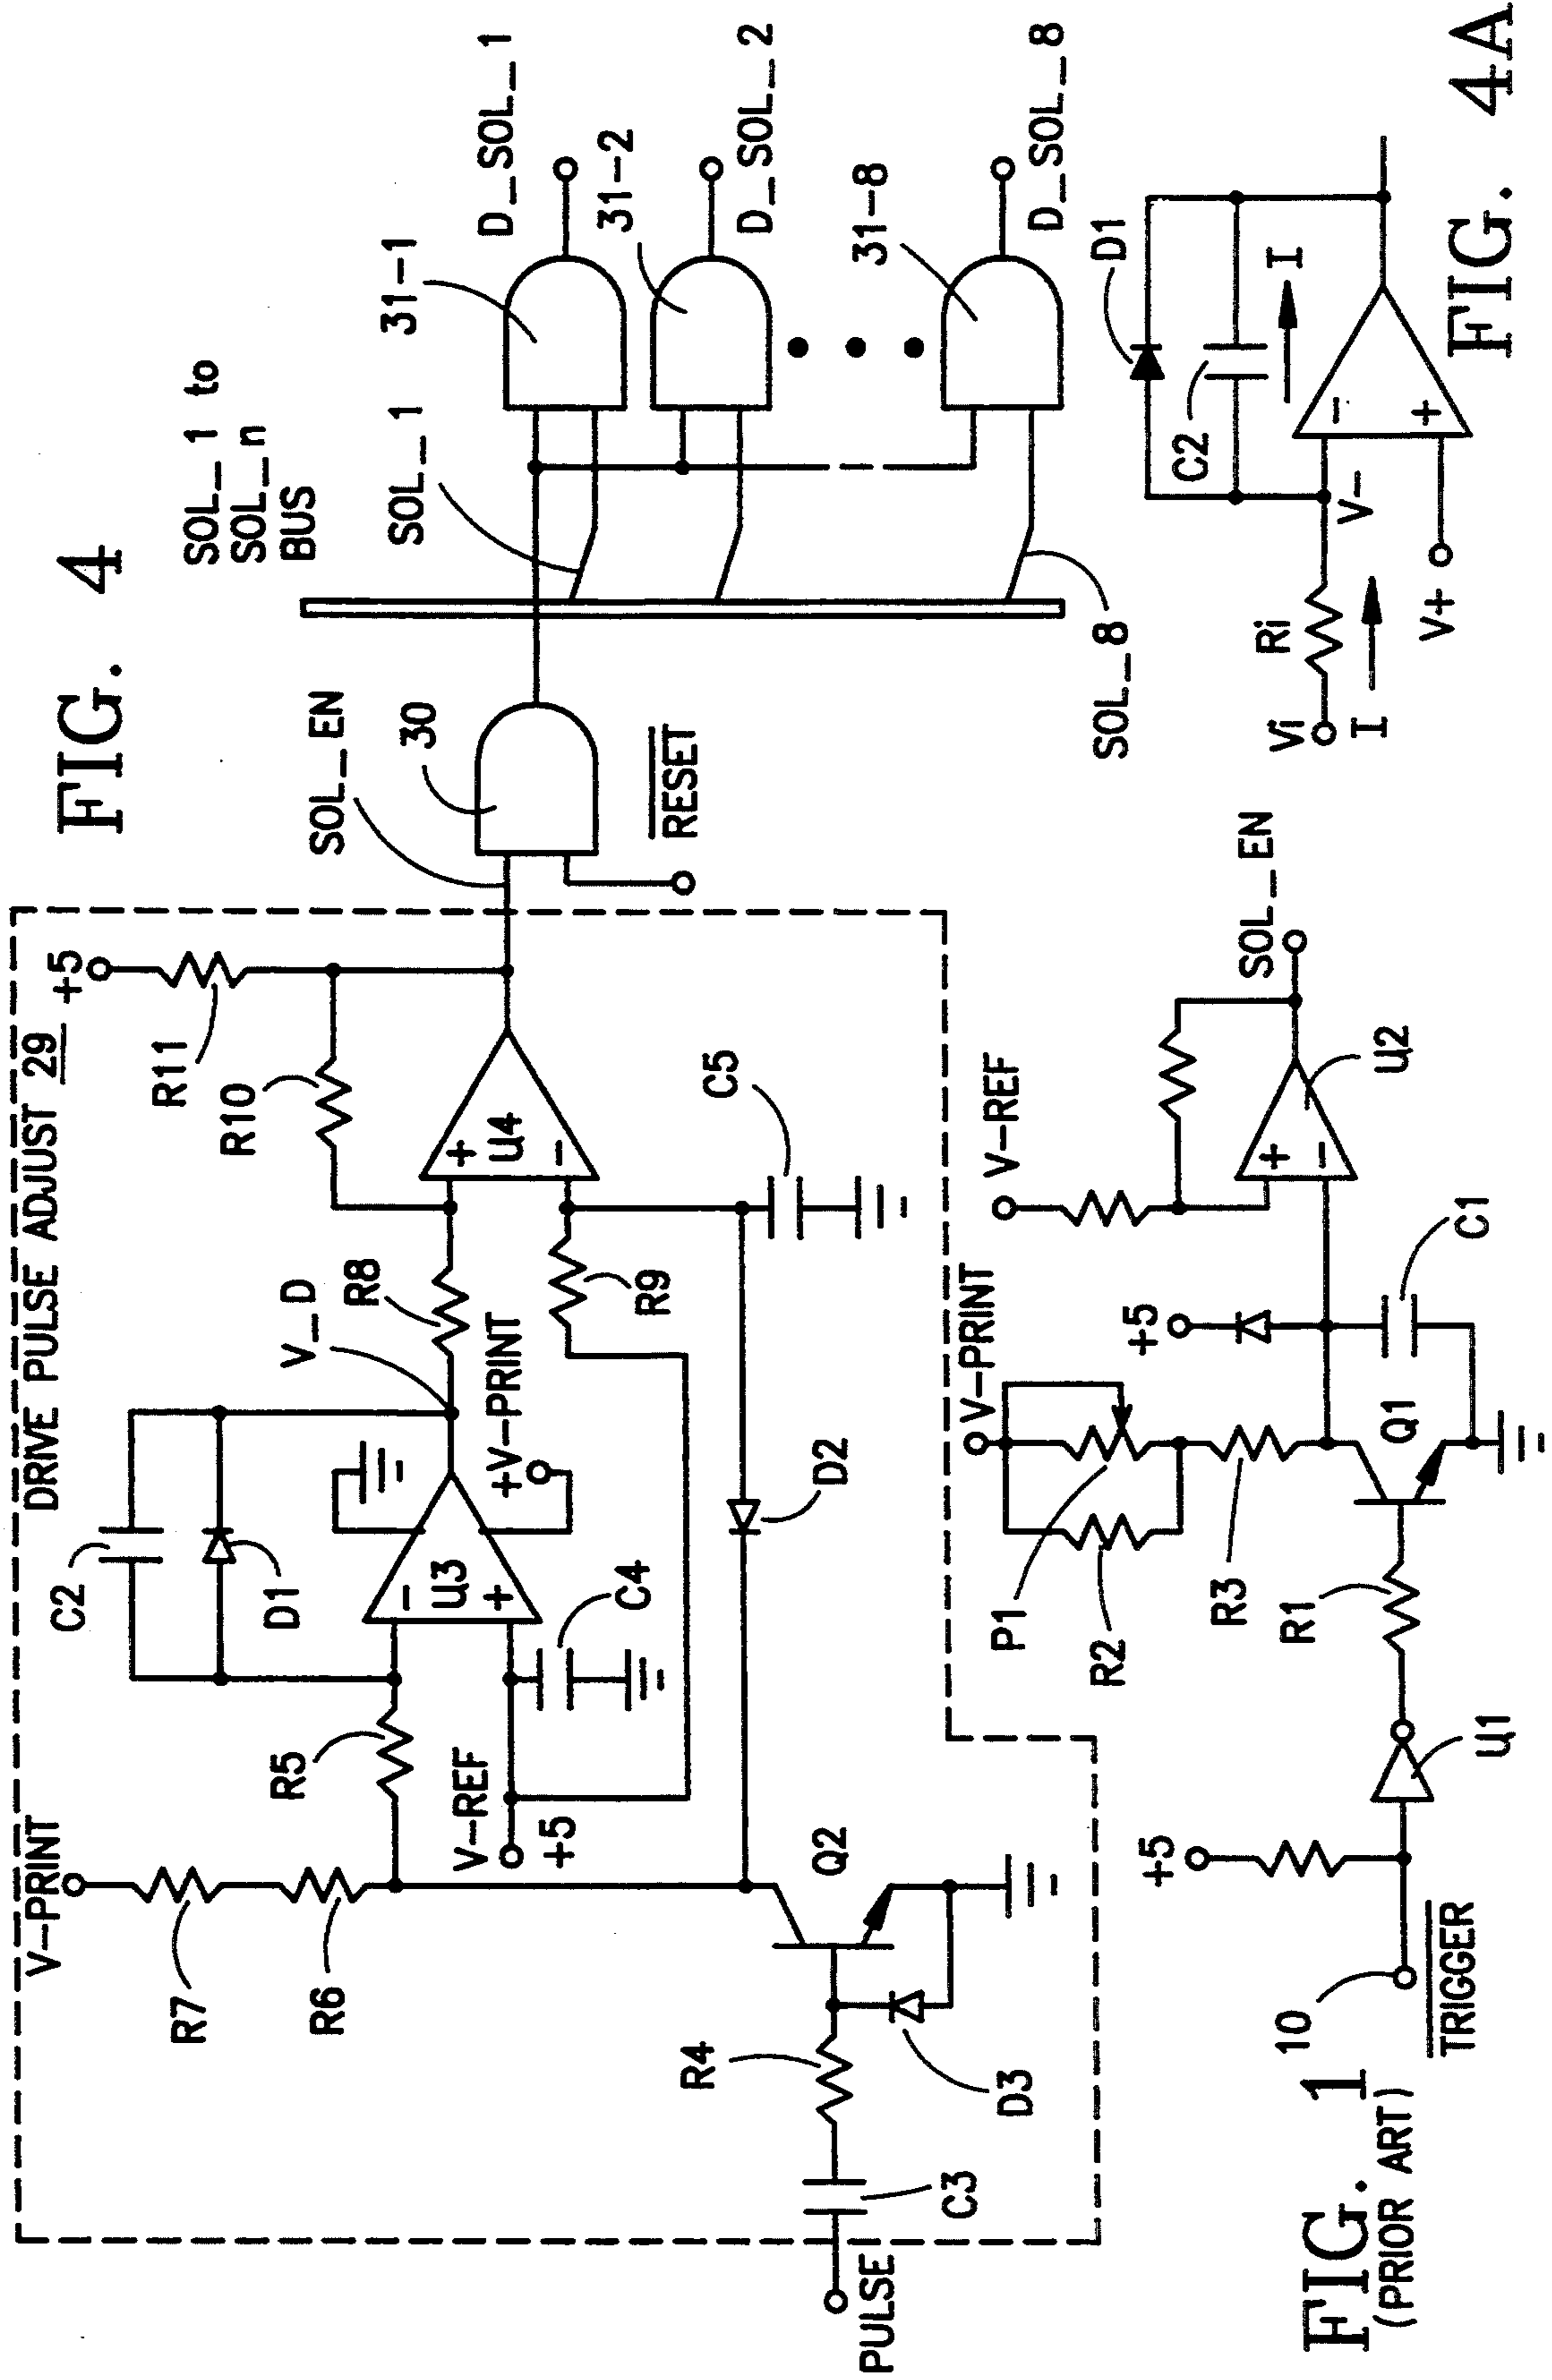 FIG. 4
DRIVE PULSE ADJUST 29
V-PRINT
R7
R6
R5
C2
D1
U3
-
+
V-REF
+5
C4
+V-PRINT
V_D
R8
R9
R10
R11
+5
U4
+
-
C5
D2
Q2
R4
D3
C3
PULSE
SOL_EN
30
RESET
SOL_1 to
SOL_n
BUS
SOL_1
SOL_8
31-1
D_SOL_1
31-2
D_SOL_2
31-8
D_SOL_8
FIG. 1
(PRIOR ART)
10
TRIGGER
+5
U1
R1
R2
P1
R3
V-PRINT
Q1
+5
C1
V-REF
+
-
U2
SOL_EN
FIG. 4A
Vi
I
Ri
V-
V+
-
+
C2
D1
I